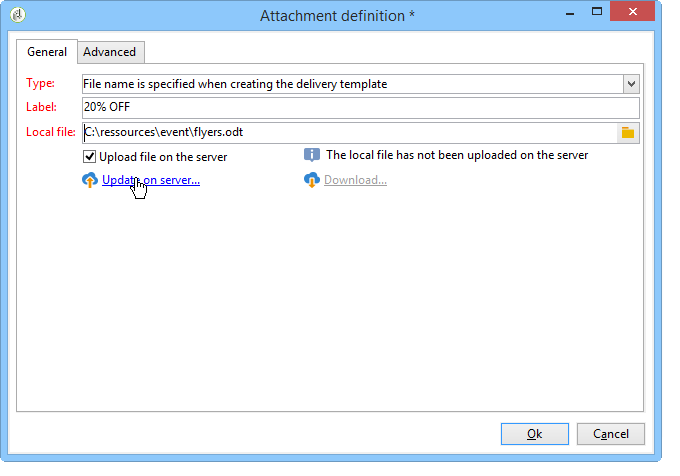 Attachment definition *
General
Advanced
Type:
File name is specified when creating the delivery template
Label:
20% OFF
Local file:
C:\ressources\event\flyers.odt
Upload file on the server
The local file has not been uploaded on the server
Update on server...
Download...
Ok
Cancel